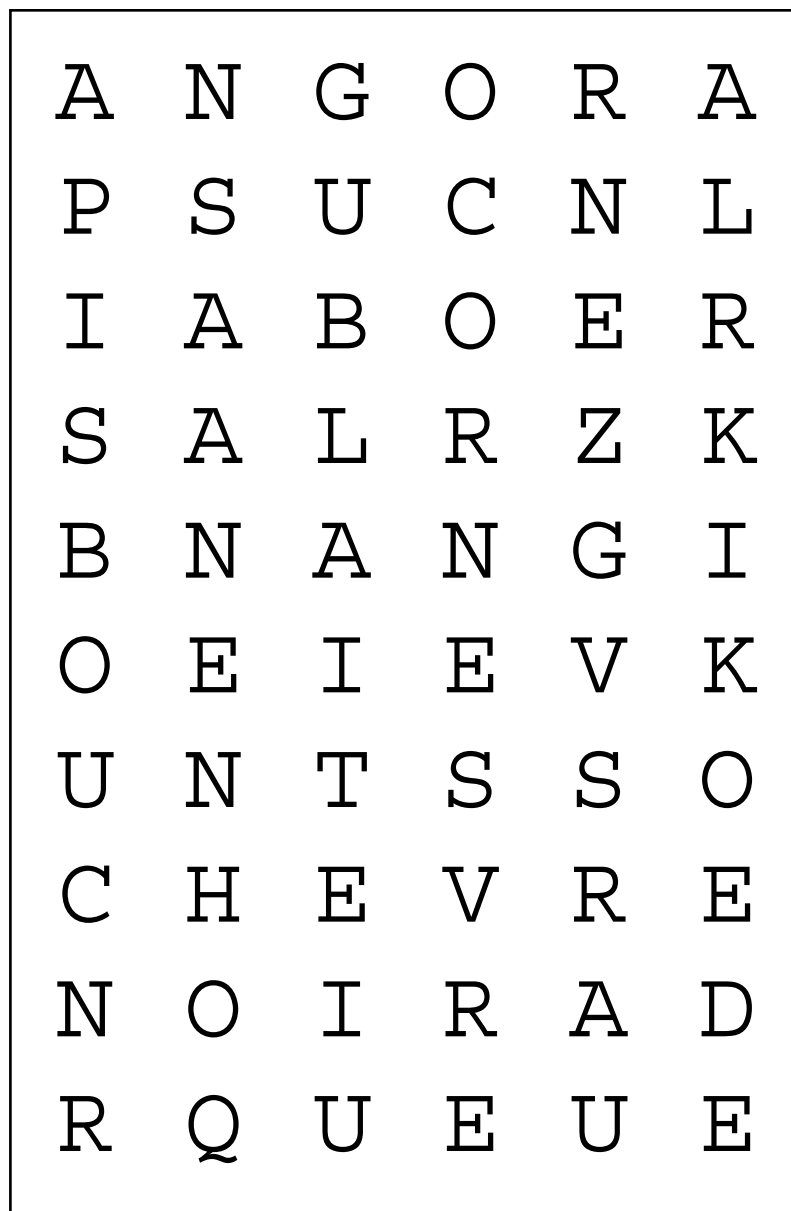 A N G O R A
P S U C N L
I A B O E R
S A L R Z K
B N A N G I
O E I E V K
U N T S S O
C H E V R E
N O I R A D
R Q U E U E